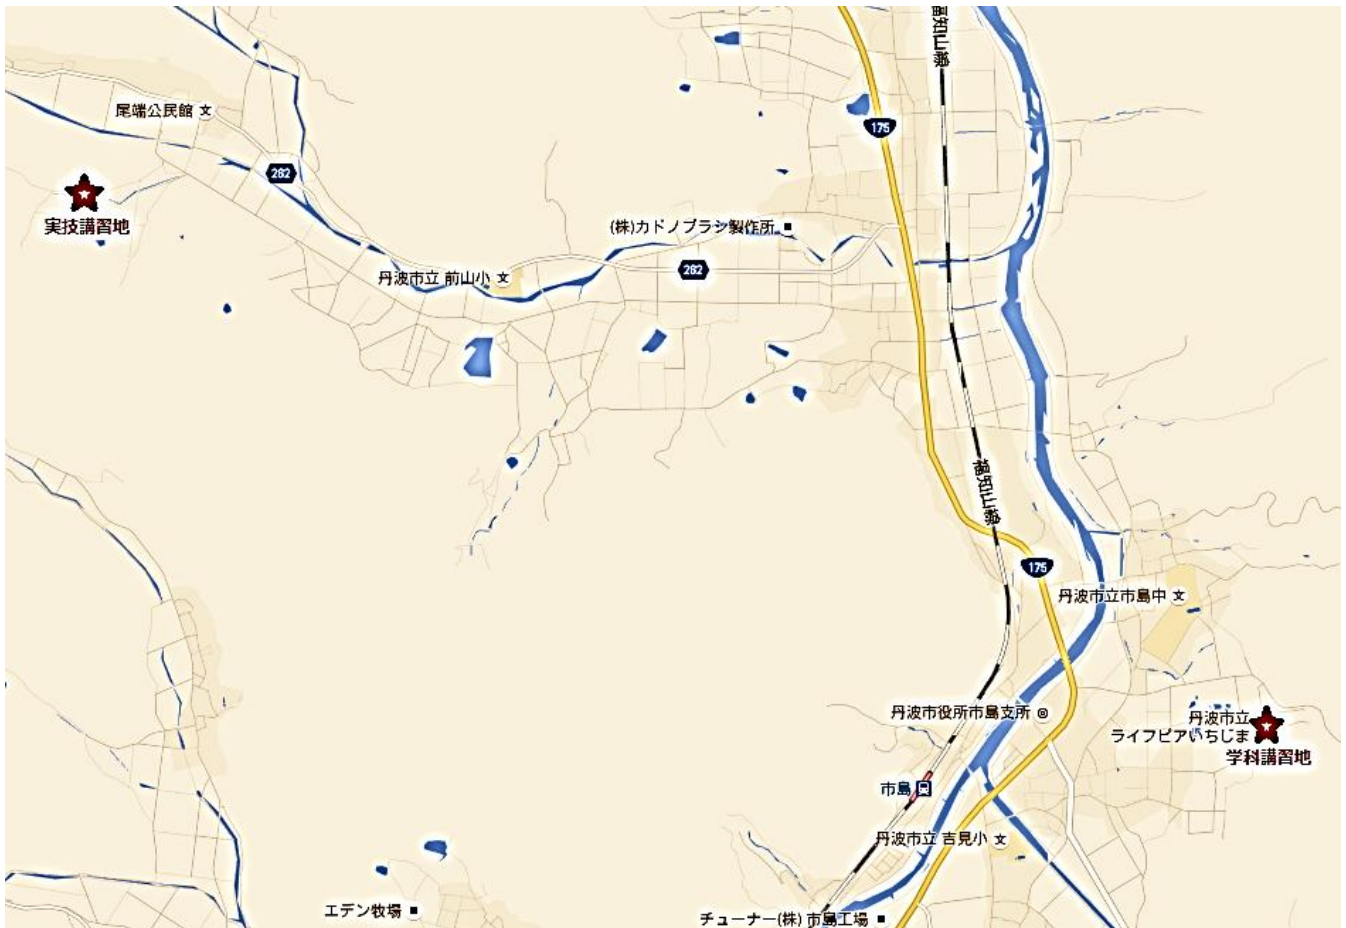 福知山線
尾端公民館
175
282
実技講習地
(株)カドノブラシ製作所
丹波市立 前山小
282
福知山線
175
丹波市立市島中
丹波市役所市島支所
丹波市立
ライフピアいちじま
学科講習地
市島
丹波市立 吉見小
エデン牧場
チューナー(株) 市島工場